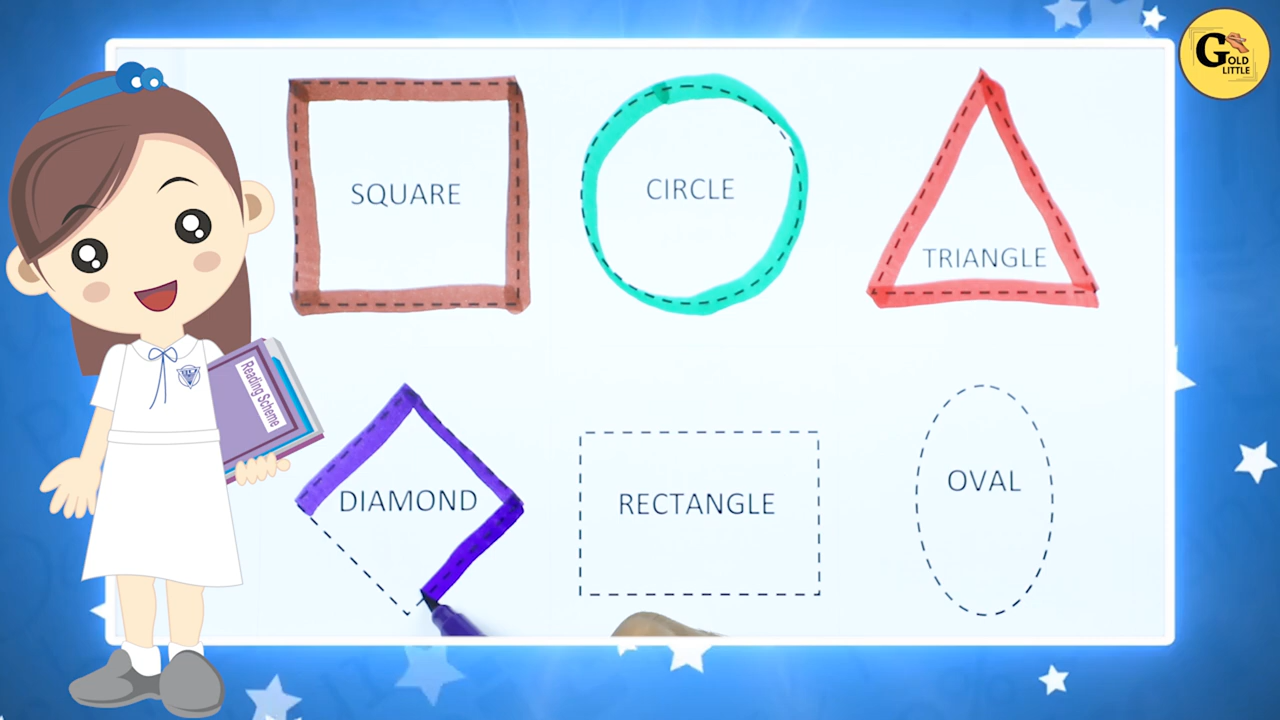 GOLD
LITTLE
SQUARE
CIRCLE
TRIANGLE
Reading Scheme
DIAMOND
RECTANGLE
OVAL